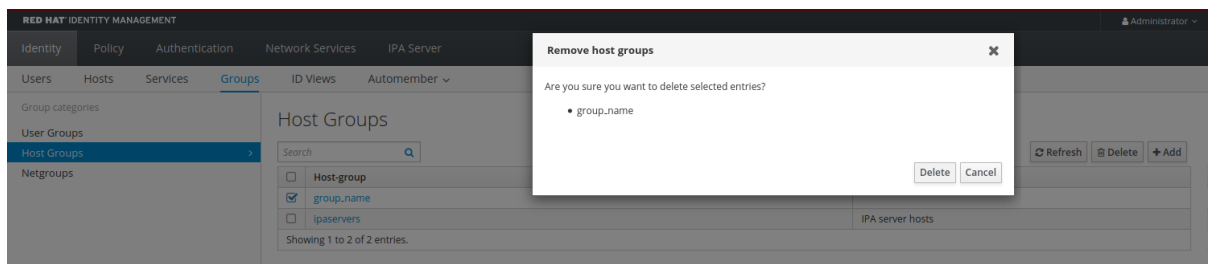 RED HAT® IDENTITY MANAGEMENT
Administrator
Identity Policy Authentication Network Services IPA Server
Users Hosts Services Groups ID Views Automember
Group categories
User Groups
Host Groups
Netgroups
Host Groups
Search
Refresh Delete + Add
Host-group
group_name
ipaservers IPA server hosts
Showing 1 to 2 of 2 entries.
Remove host groups
Are you sure you want to delete selected entries?
• group_name
Delete Cancel